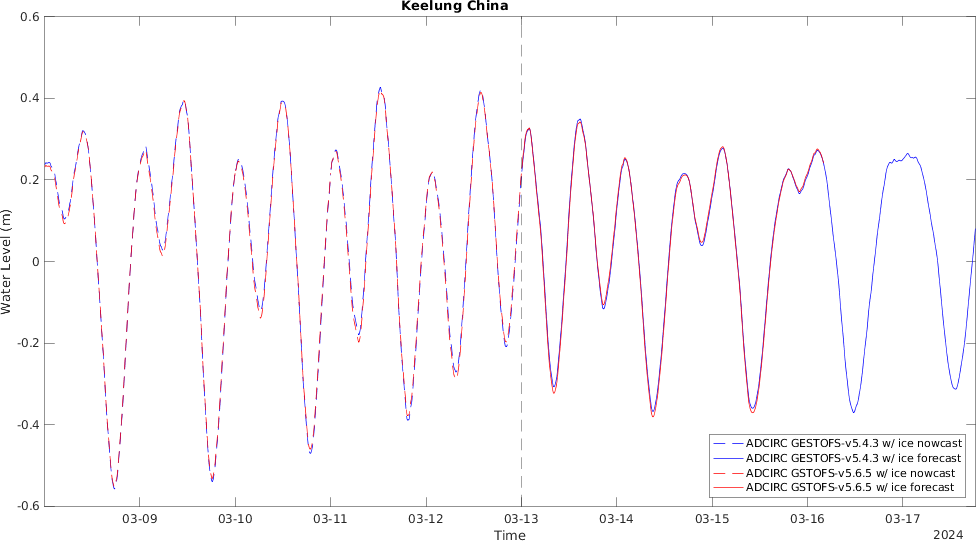 Keelung China
0.6
0.4
0.2
0
-0.2
-0.4
-0.6
Water Level (m)
03-09 03-10 03-11 03-12 03-13 03-14 03-15 03-16 03-17
Time
2024
ADCIRC GESTOFS-v5.4.3 w/ ice nowcast
ADCIRC GESTOFS-v5.4.3 w/ ice forecast
ADCIRC GSTOFS-v5.6.5 w/ ice nowcast
ADCIRC GSTOFS-v5.6.5 w/ ice forecast